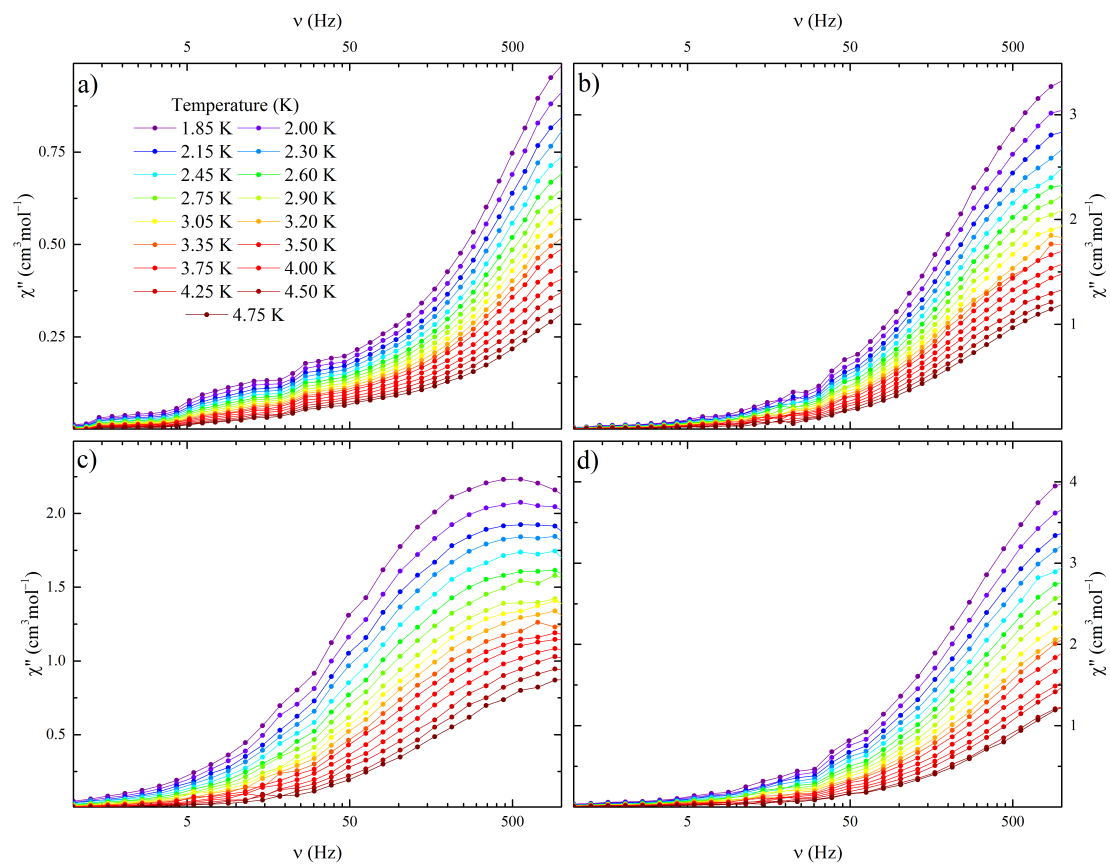 ν (Hz)
ν (Hz)
5
50
500
5
50
500
a)
b)
Temperature (K)
1.85 K
2.00 K
2.15 K
2.30 K
2.45 K
2.60 K
2.75 K
2.90 K
3.05 K
3.20 K
3.35 K
3.50 K
3.75 K
4.00 K
4.25 K
4.50 K
4.75 K
0.75
0.50
0.25
χ'' (cm³mol⁻¹)
3
2
1
χ'' (cm³mol⁻¹)
c)
d)
2.0
1.5
1.0
0.5
χ'' (cm³mol⁻¹)
4
3
2
1
χ'' (cm³mol⁻¹)
5
50
500
5
50
500
ν (Hz)
ν (Hz)